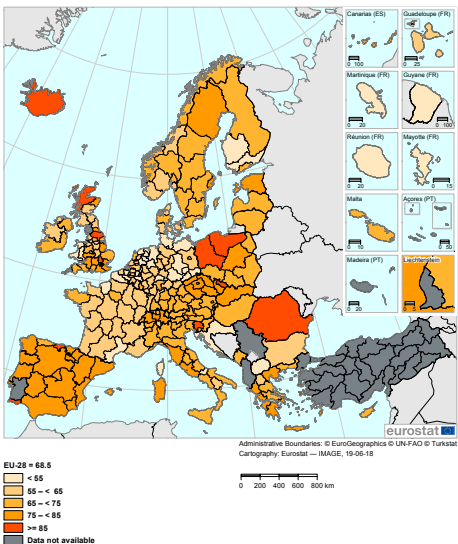 Canarias (ES)
0 100
Guadeloupe (FR)
0 25
Martinique (FR)
0 20
Guyane (FR)
0 100
Réunion (FR)
0 20
Mayotte (FR)
0 15
Malta
0 10
Açores (PT)
0 50
Madeira (PT)
0 20
Liechtenstein
0 5
eurostat
Administrative Boundaries: © EuroGeographics © UN-FAO © Turkstat
Cartography: Eurostat — IMAGE, 19-06-18
EU-28 = 68.5
< 55
55 – < 65
65 – < 75
75 – < 85
>= 85
Data not available
0 200 400 600 800 km